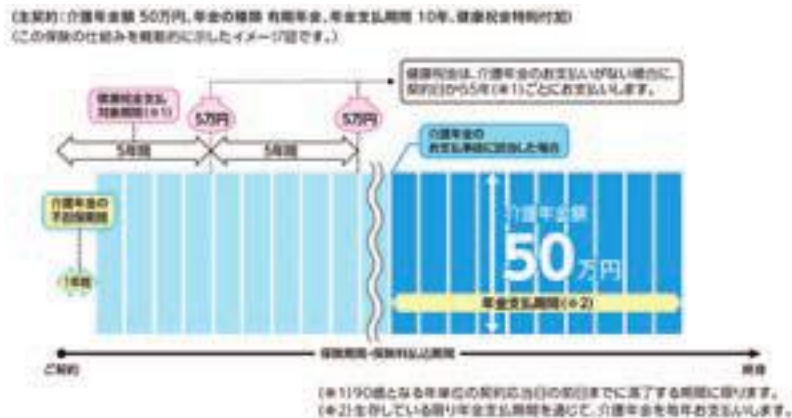 (主契約:介護年金額 50万円、年金の種類 有期年金、年金支払期間 10年、健康祝金特則付加)
(この保険の仕組みを概念的に示したイメージ図です。)
健康祝金は、介護年金のお支払いがない場合に、
契約日から5年(※1)ごとにお支払いします。
健康祝金支払
対象期間(※1)
5万円
5万円
5年間
5年間
介護年金の
お支払事由に該当した場合
介護年金の
不担保期間
1年間
介護年金額
50万円
年金支払期間(※2)
保険期間・保険料払込期間
ご契約
終身
(※1)90歳となる年単位の契約応当日の前日までに満了する期間に限ります。
(※2)生存している限り年金支払期間を通じて、介護年金を毎年お支払いします。